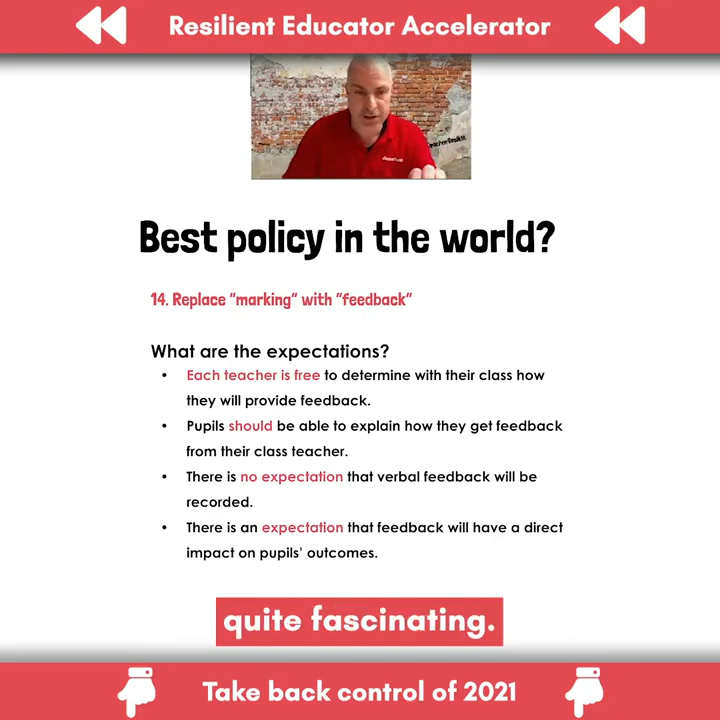 Resilient Educator Accelerator
Best policy in the world?
14. Replace "marking" with "feedback"
What are the expectations?
• Each teacher is free to determine with their class how
they will provide feedback.
• Pupils should be able to explain how they get feedback
from their class teacher.
• There is no expectation that verbal feedback will be
recorded.
• There is an expectation that feedback will have a direct
impact on pupils' outcomes.
quite fascinating.
Take back control of 2021